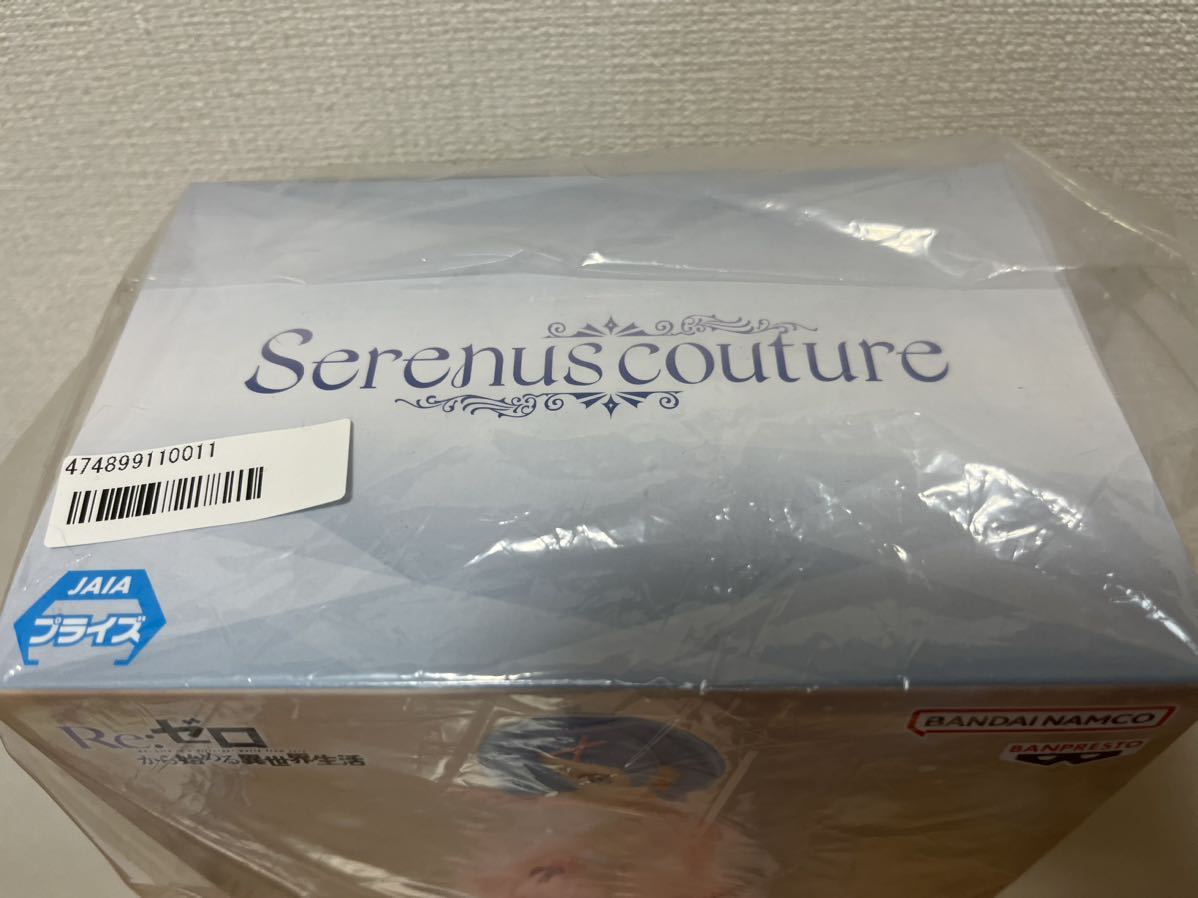 Serenus couture
474899110011
JAIA
プライズ
Re:ゼロ
から始める異世界生活
BANDAI NAMCO
BANPRESTO